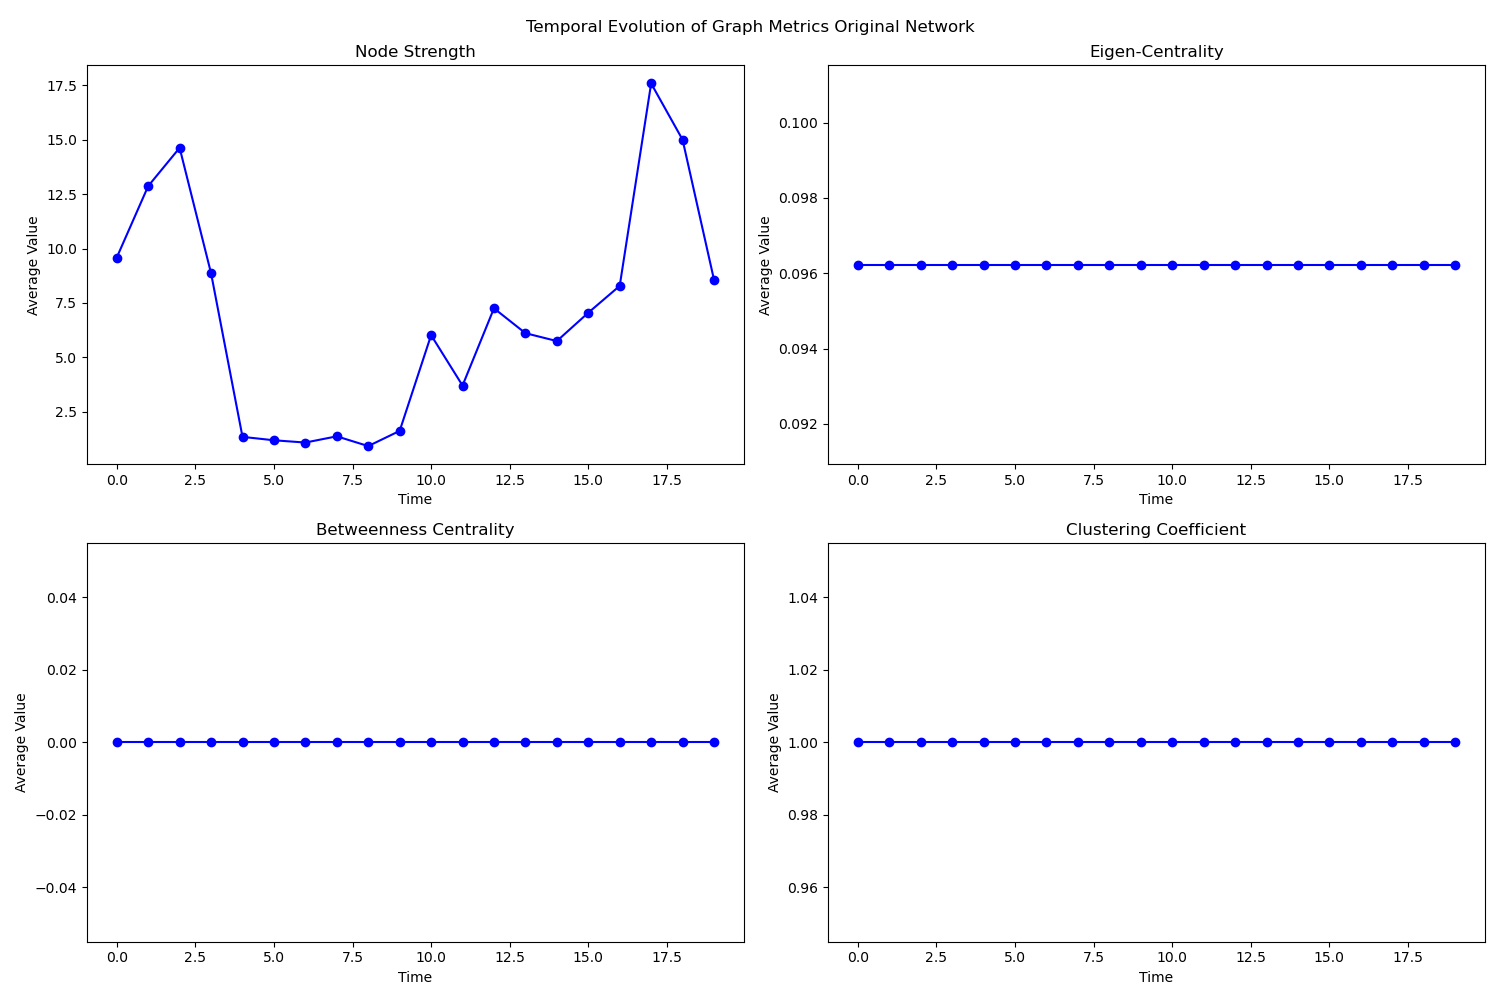 Temporal Evolution of Graph Metrics Original Network
Node Strength
17.5
15.0
12.5
10.0
7.5
5.0
2.5
Average Value
0.0 2.5 5.0 7.5 10.0 12.5 15.0 17.5
Time
Eigen-Centrality
0.100
0.098
0.096
0.094
0.092
Average Value
0.0 2.5 5.0 7.5 10.0 12.5 15.0 17.5
Time
Betweenness Centrality
0.04
0.02
0.00
−0.02
−0.04
Average Value
0.0 2.5 5.0 7.5 10.0 12.5 15.0 17.5
Time
Clustering Coefficient
1.04
1.02
1.00
0.98
0.96
Average Value
0.0 2.5 5.0 7.5 10.0 12.5 15.0 17.5
Time